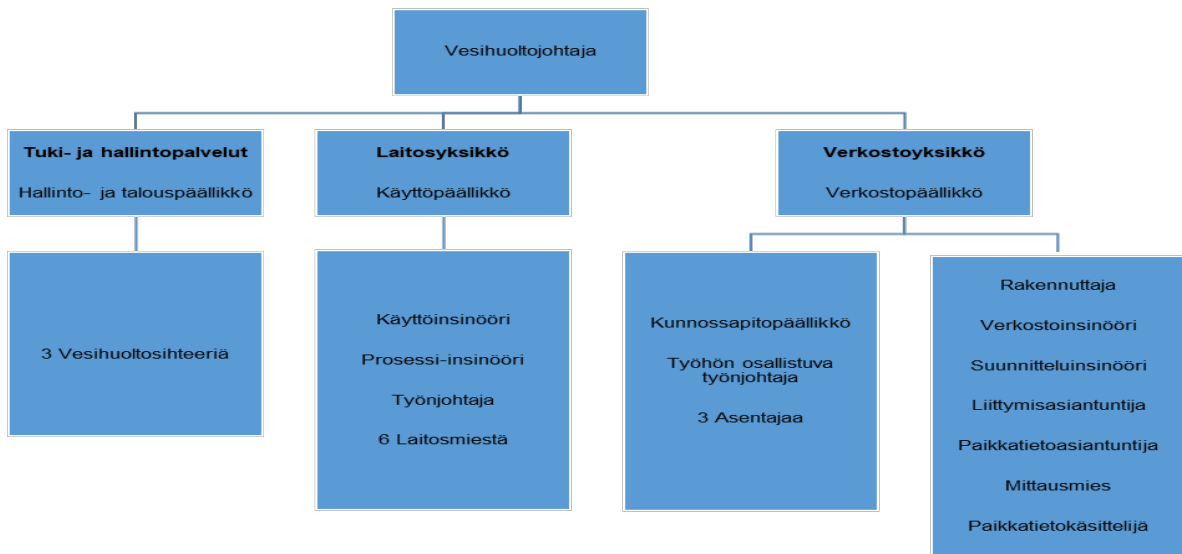 Vesihuoltojohtaja
Tuki- ja hallintopalvelut
Hallinto- ja talouspäällikkö
Laitosyksikkö
Käyttöpäällikkö
Verkostoyksikkö
Verkostopäällikkö
3 Vesihuoltosihteeriä
Käyttöinsinööri
Prosessi-insinööri
Työnjohtaja
6 Laitosmiestä
Kunnossapitopäällikkö
Työhön osallistuva
työnjohtaja
3 Asentajaa
Rakennuttaja
Verkostoinsinööri
Suunnitteluinsinööri
Liittymisasiantuntija
Paikkatietoasiantuntija
Mittausmies
Paikkatietokäsittelijä